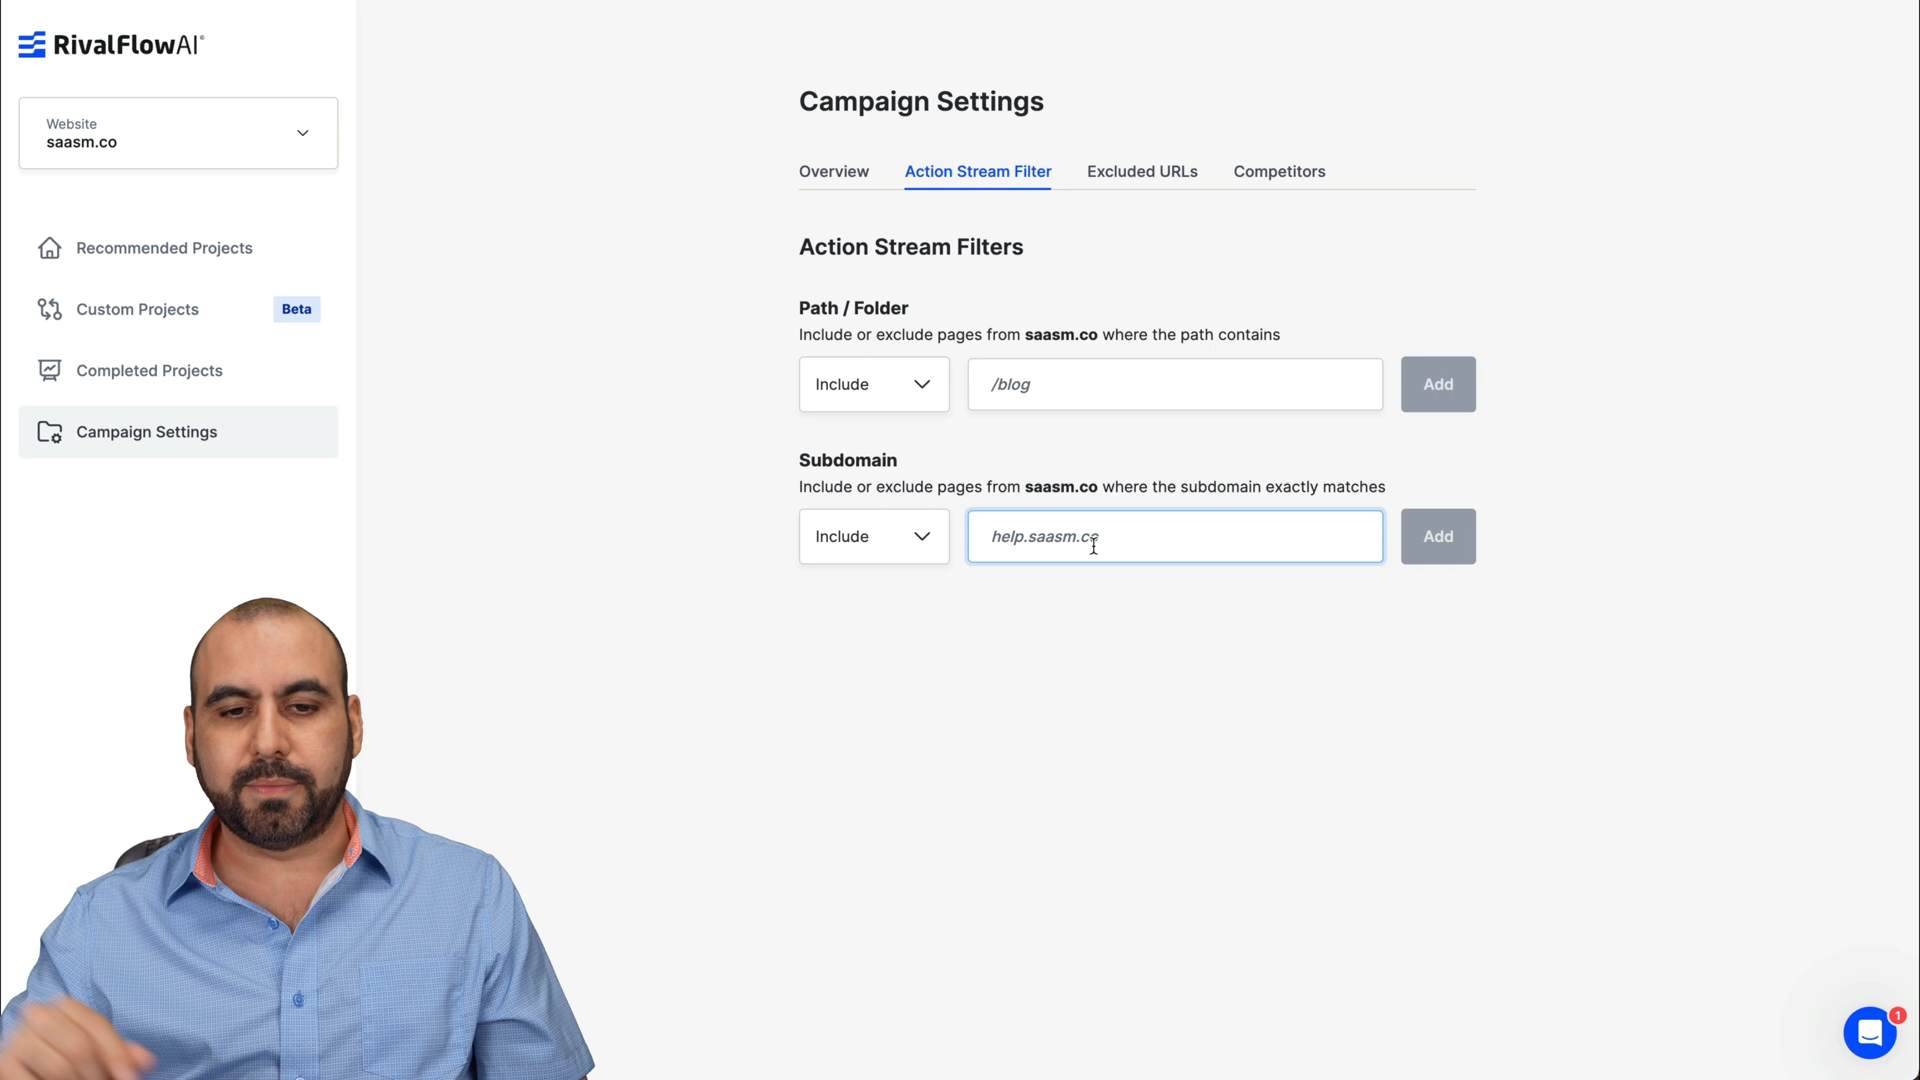 RivalFlowAI®
Website
saasm.co
Recommended Projects
Custom Projects
Beta
Completed Projects
Campaign Settings
Campaign Settings
Overview
Action Stream Filter
Excluded URLs
Competitors
Action Stream Filters
Path / Folder
Include or exclude pages from saasm.co where the path contains
Include
/blog
Add
Subdomain
Include or exclude pages from saasm.co where the subdomain exactly matches
Include
help.saasm.co
Add
1